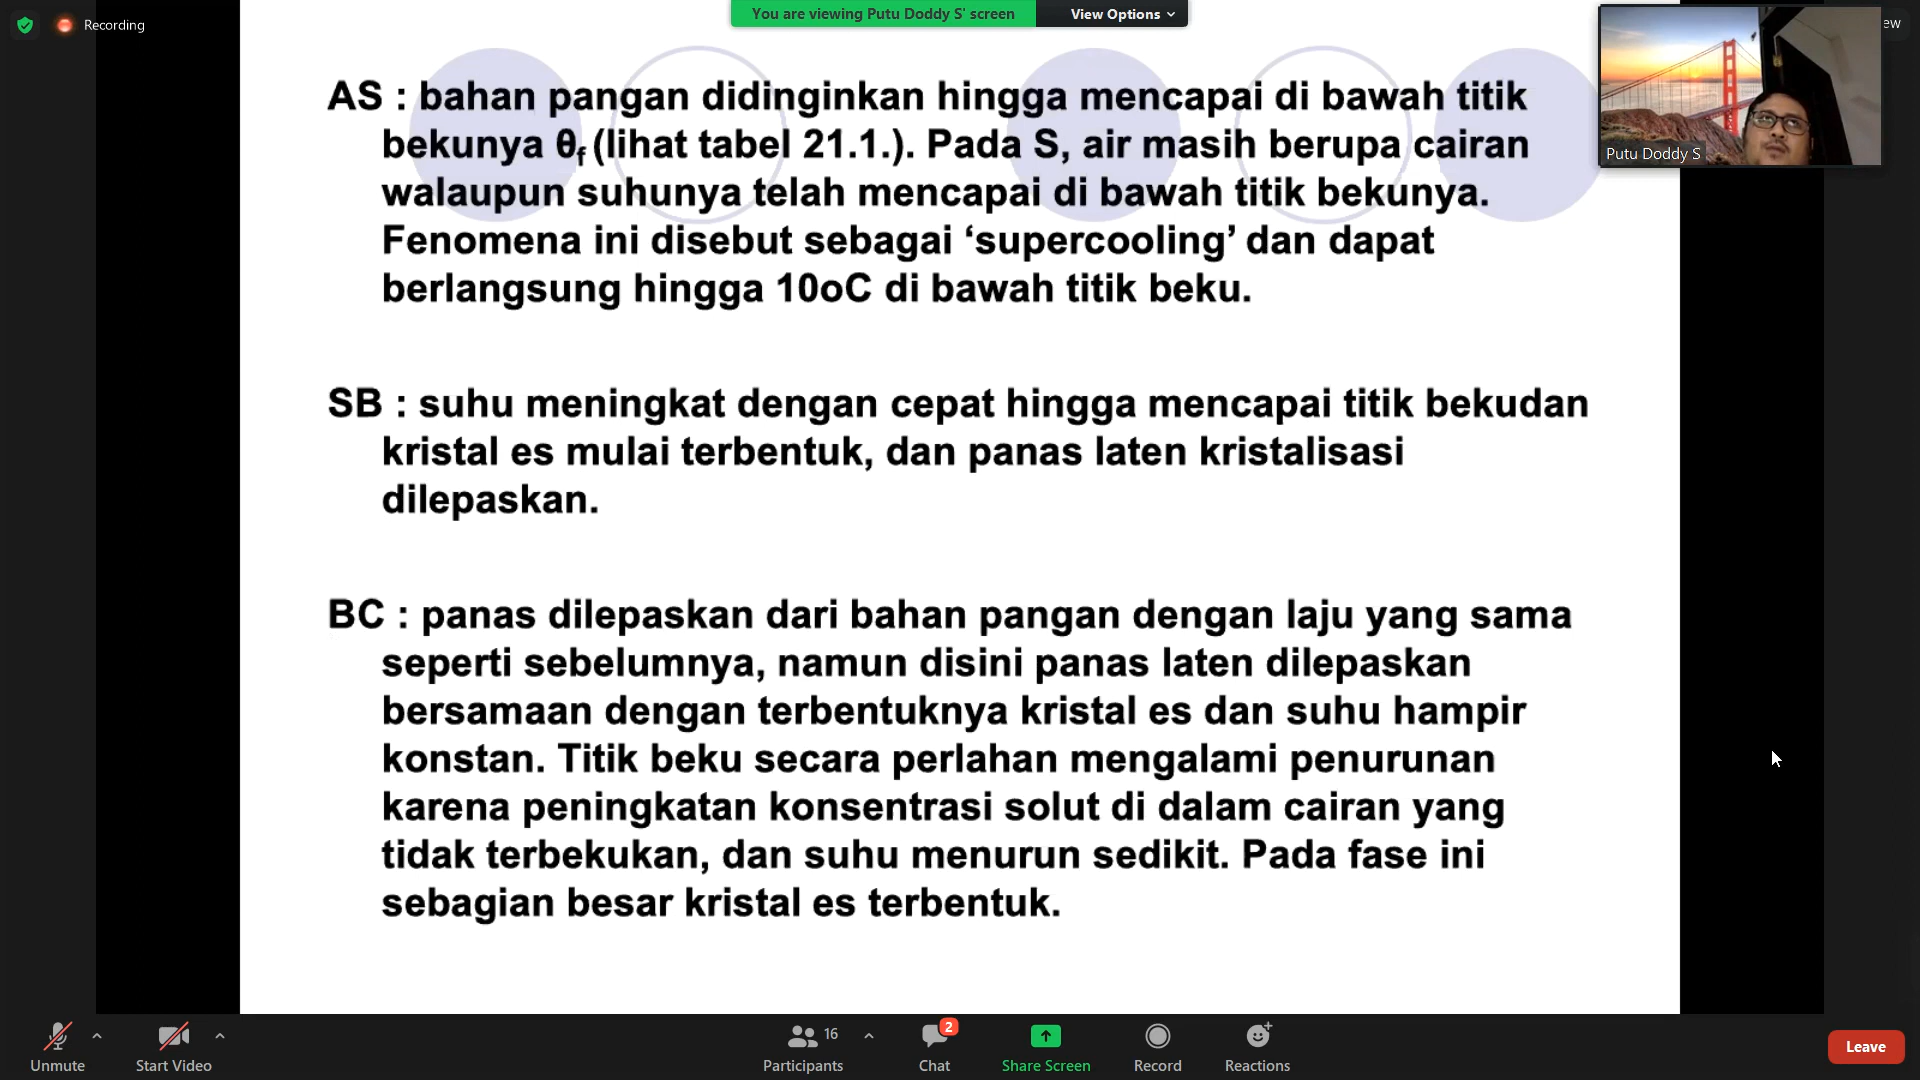 Recording
You are viewing Putu Doddy S' screen
View Options
ew
Putu Doddy S
AS : bahan pangan didinginkan hingga mencapai di bawah titik
bekunya θf (lihat tabel 21.1.). Pada S, air masih berupa cairan
walaupun suhunya telah mencapai di bawah titik bekunya.
Fenomena ini disebut sebagai ‘supercooling’ dan dapat
berlangsung hingga 10oC di bawah titik beku.
SB : suhu meningkat dengan cepat hingga mencapai titik bekudan
kristal es mulai terbentuk, dan panas laten kristalisasi
dilepaskan.
BC : panas dilepaskan dari bahan pangan dengan laju yang sama
seperti sebelumnya, namun disini panas laten dilepaskan
bersamaan dengan terbentuknya kristal es dan suhu hampir
konstan. Titik beku secara perlahan mengalami penurunan
karena peningkatan konsentrasi solut di dalam cairan yang
tidak terbekukan, dan suhu menurun sedikit. Pada fase ini
sebagian besar kristal es terbentuk.
Unmute
Start Video
16
Participants
2
Chat
Share Screen
Record
Reactions
Leave